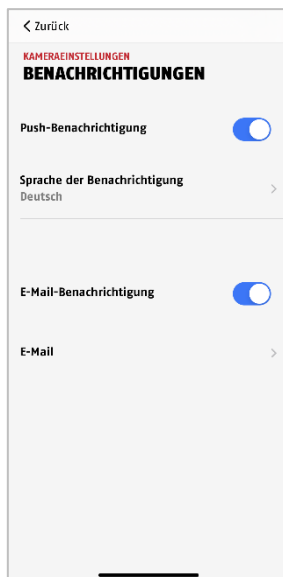 Zurück
KAMERAEINSTELLUNGEN
BENACHRICHTIGUNGEN
Push-Benachrichtigung
Sprache der Benachrichtigung
Deutsch
E-Mail-Benachrichtigung
E-Mail